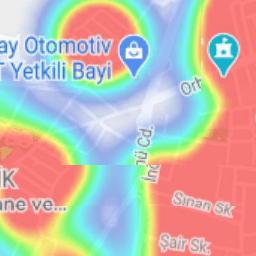 ay Otomotiv
T Yetkili Bayi
Ort
nü Cd.
İn
İK
ane ve...
Sinan SK
Şair Sk.